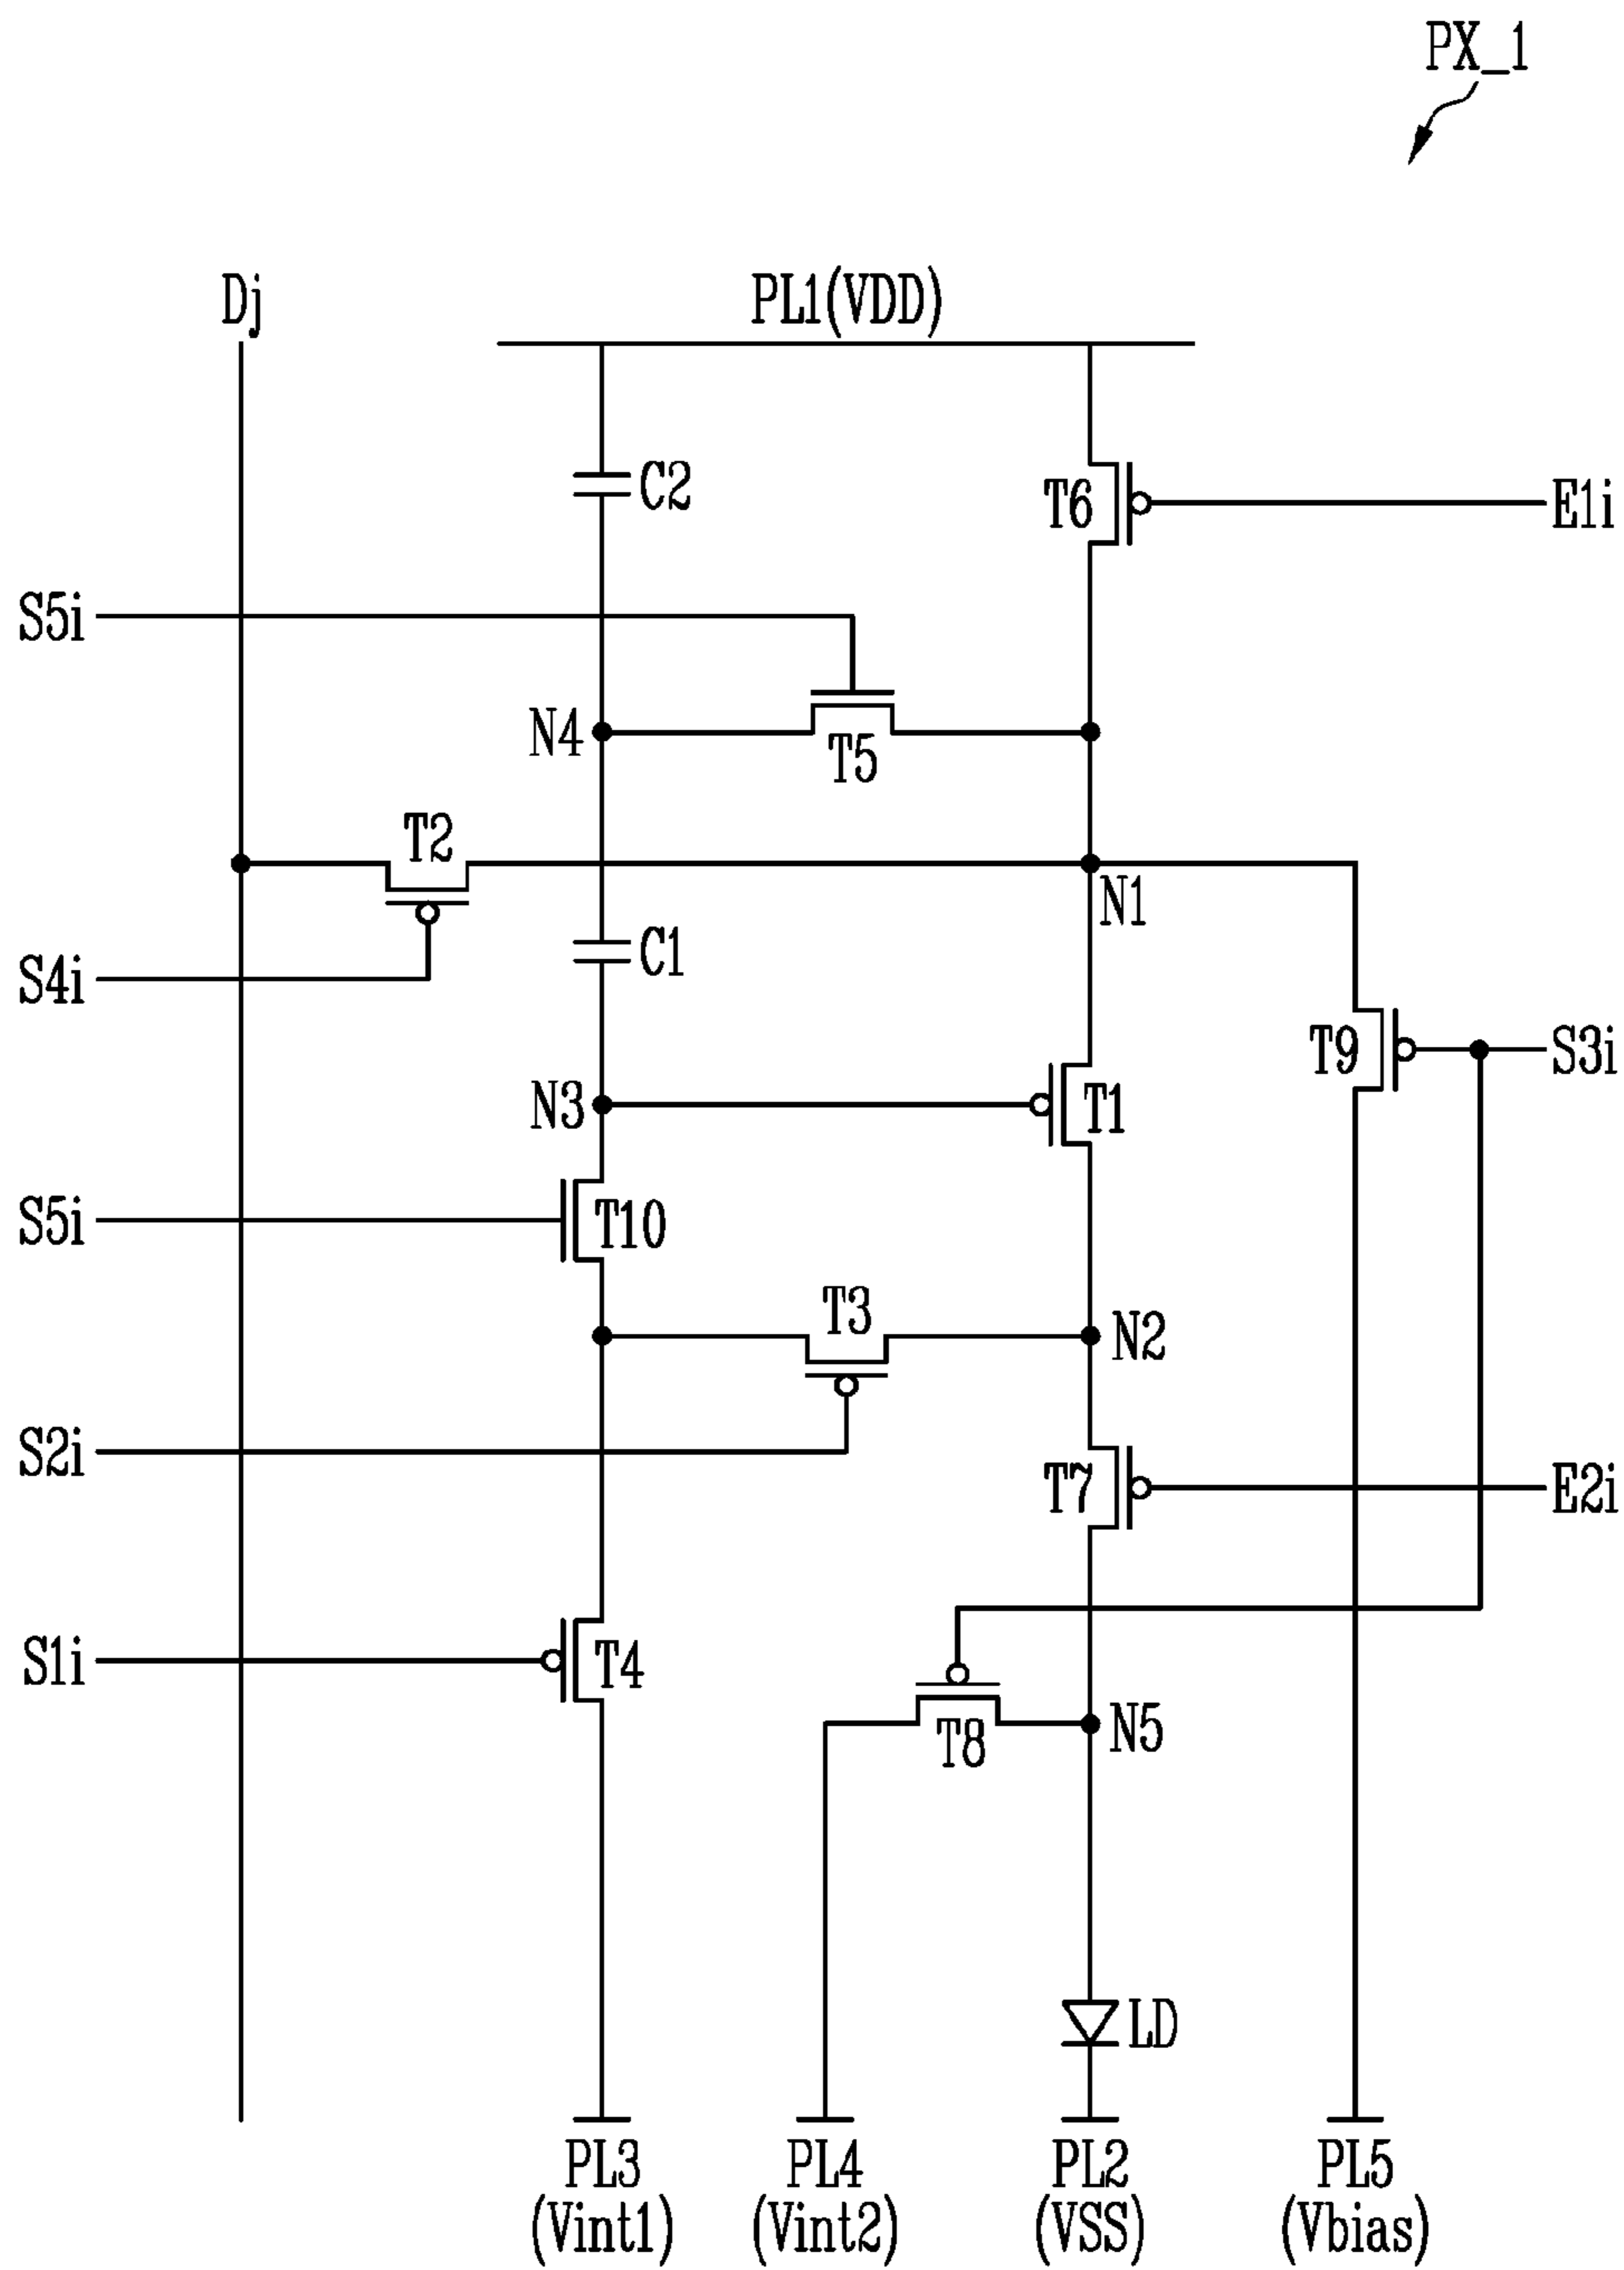 PX_1
Dj
PL1(VDD)
C2
T6
E1i
S5i
N4
T5
T2
N1
S4i
C1
T9
S3i
N3
T1
S5i
T10
T3
N2
S2i
T7
E2i
S1i
T4
T8
N5
LD
PL3
(Vint1)
PL4
(Vint2)
PL2
(VSS)
PL5
(Vbias)